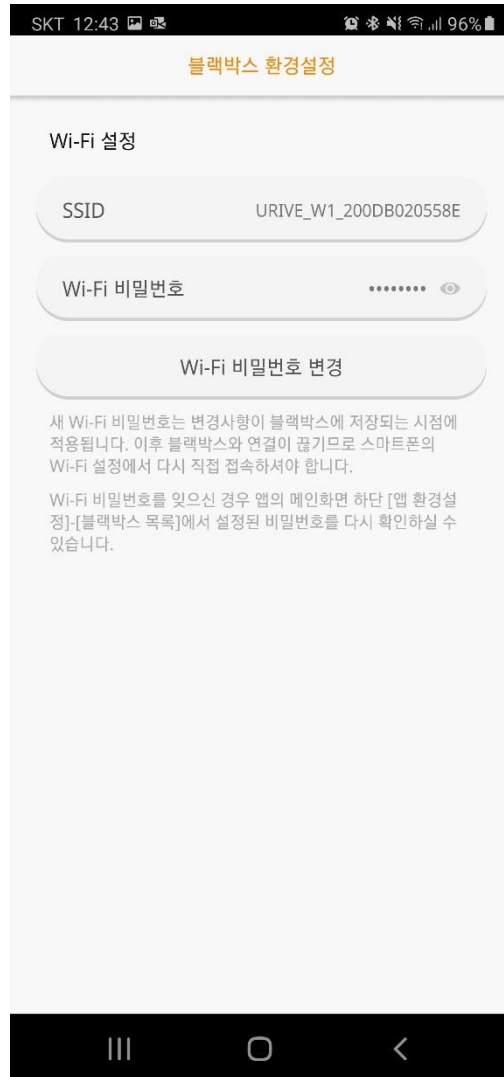 SKT 12:43 96%
블랙박스 환경설정
Wi-Fi 설정
SSID URIVE_W1_200DB020558E
Wi-Fi 비밀번호 ••••••••
Wi-Fi 비밀번호 변경
새 Wi-Fi 비밀번호는 변경사항이 블랙박스에 저장되는 시점에
적용됩니다. 이후 블랙박스와 연결이 끊기므로 스마트폰의
Wi-Fi 설정에서 다시 직접 접속하셔야 합니다.
Wi-Fi 비밀번호를 잊으신 경우 앱의 메인화면 하단 [앱 환경설
정]-[블랙박스 목록]에서 설정된 비밀번호를 다시 확인하실 수
있습니다.